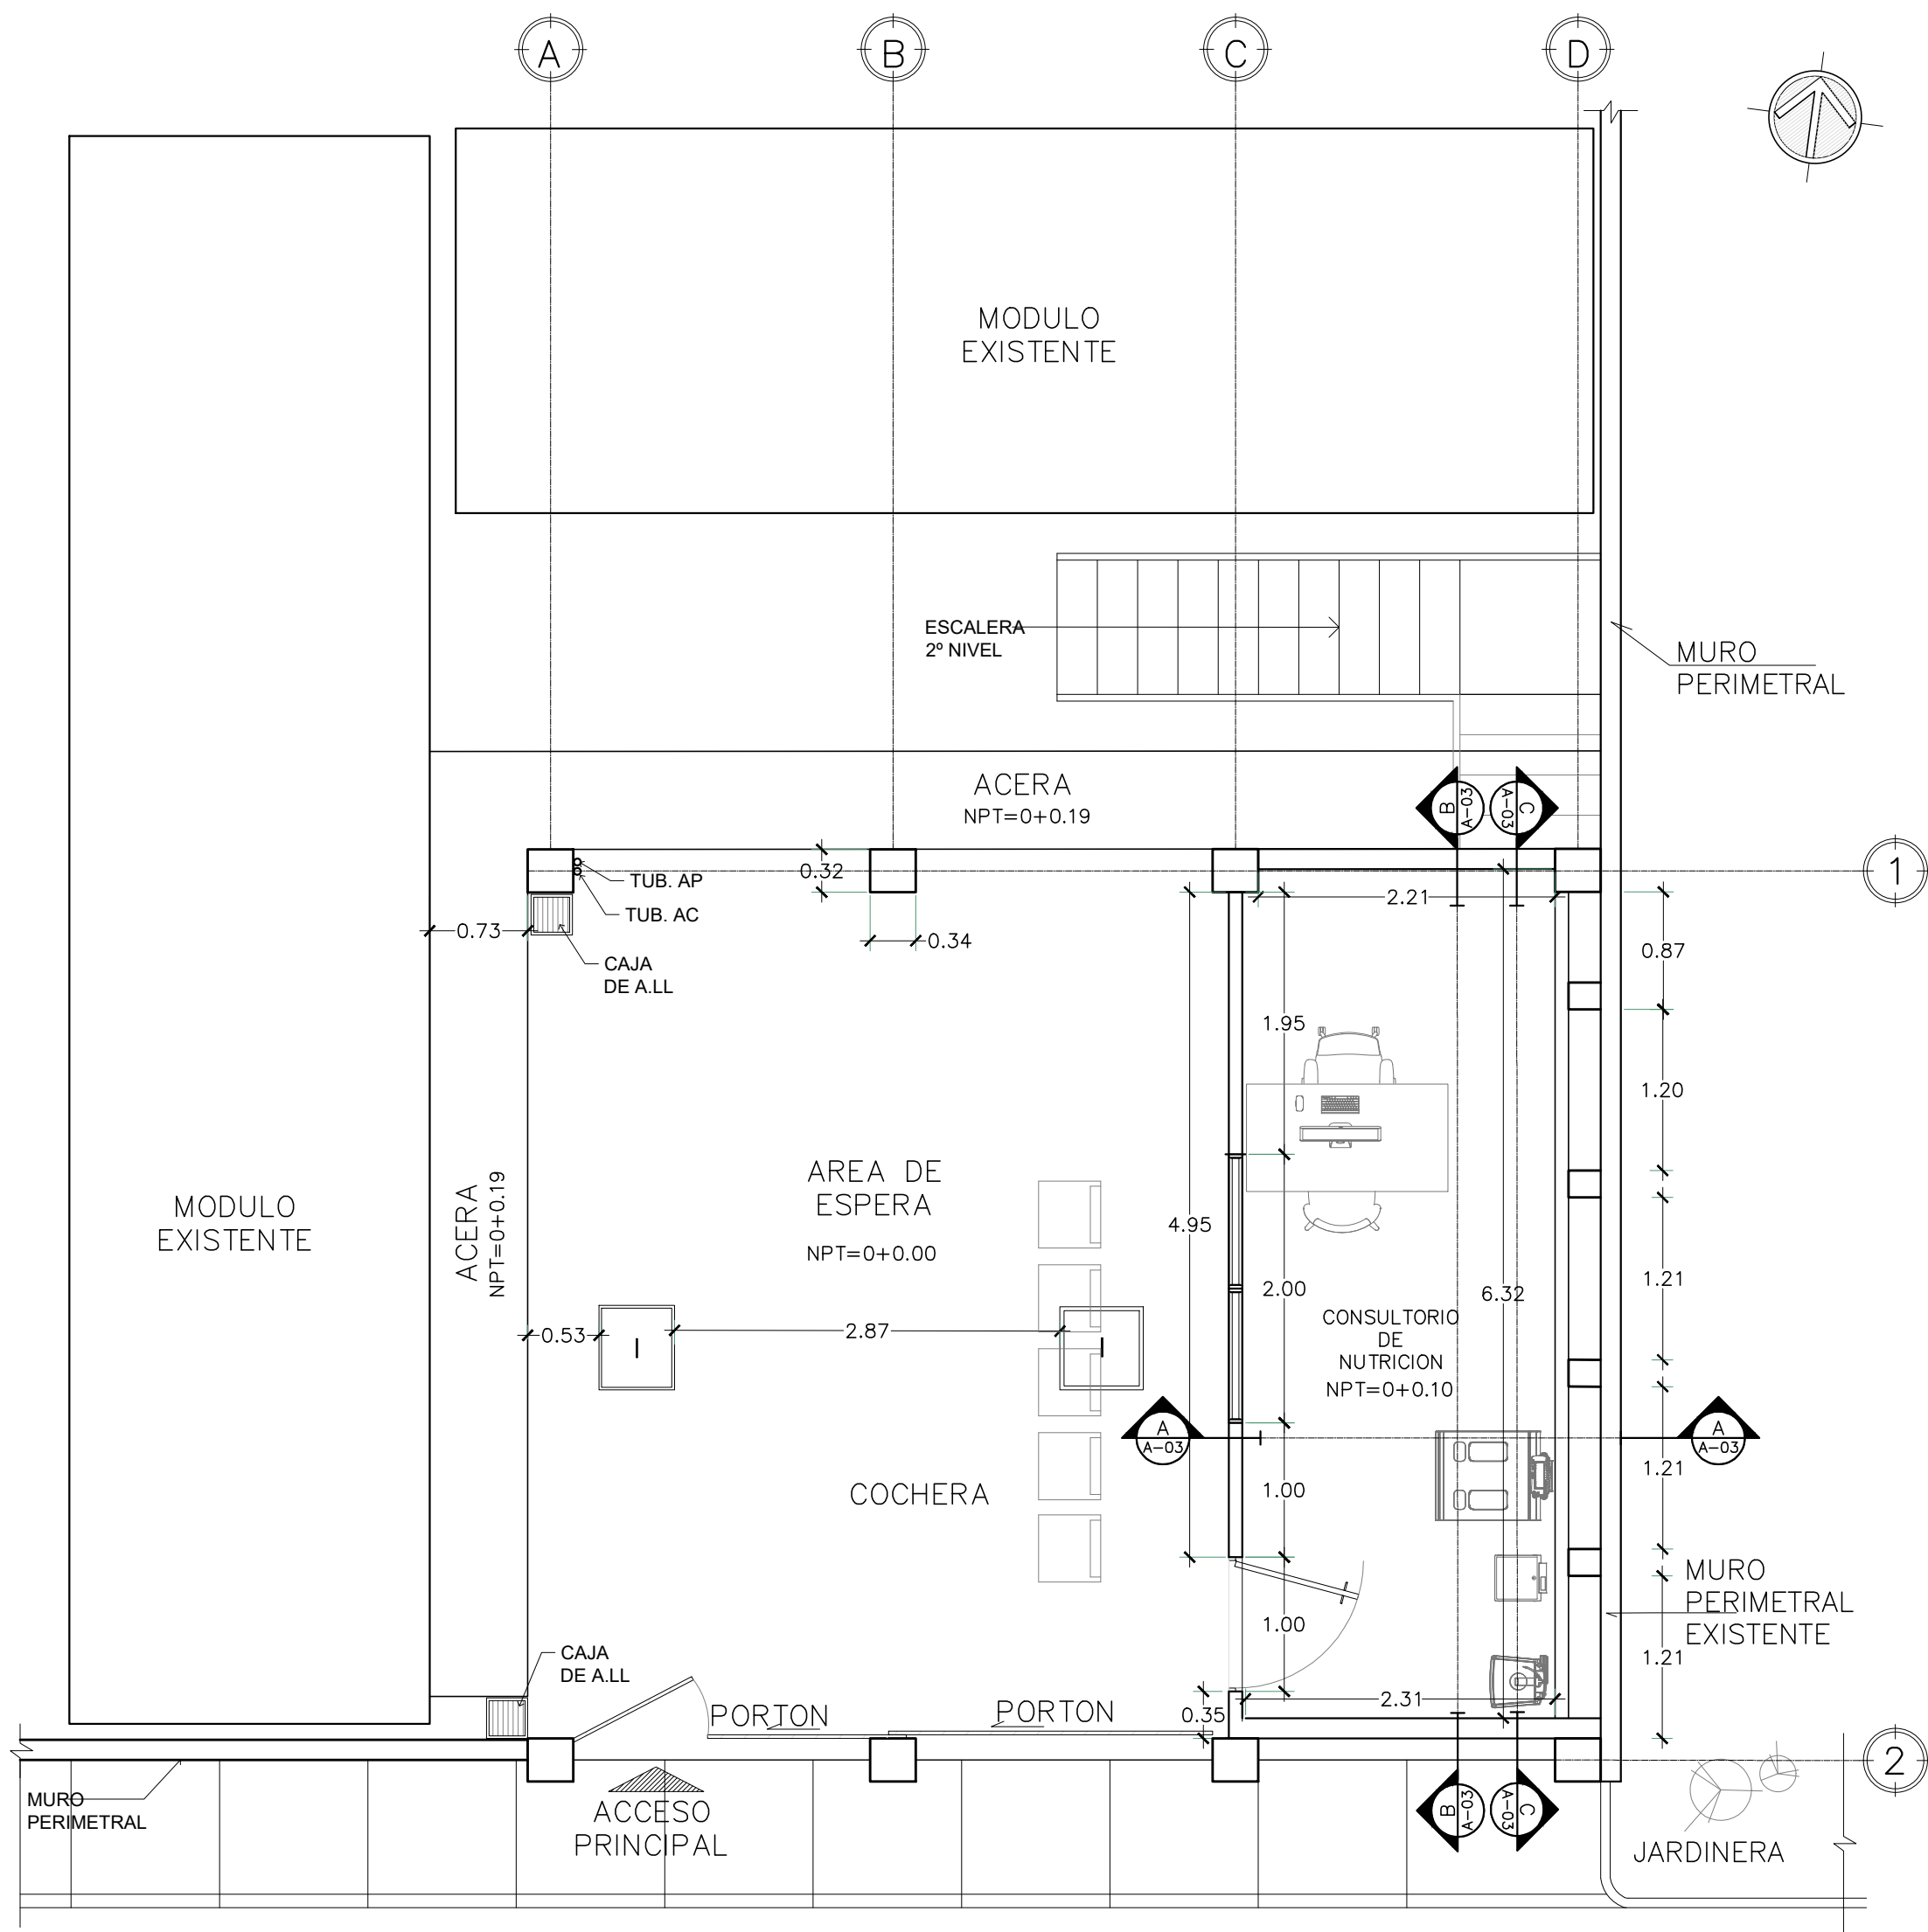 A
B
C
D
MODULO
EXISTENTE
ESCALERA
2º NIVEL
MURO
PERIMETRAL
ACERA
NPT=0+0.19
B
A-03
C
A-03
1
0.32
TUB. AP
TUB. AC
2.21
0.73
0.34
0.87
CAJA
DE A.LL
1.95
1.20
AREA DE
ESPERA
NPT=0+0.00
MODULO
EXISTENTE
ACERA
NPT=0+0.19
4.95
2.00
6.32
1.21
0.53
2.87
CONSULTORIO
DE
NUTRICION
NPT=0+0.10
A
A-03
A
A-03
1.21
COCHERA
1.00
MURO
PERIMETRAL
EXISTENTE
1.00
1.21
CAJA
DE A.LL
PORTON
PORTON
0.35
2.31
2
MURO
PERIMETRAL
ACCESO
PRINCIPAL
B
A-03
C
A-03
JARDINERA